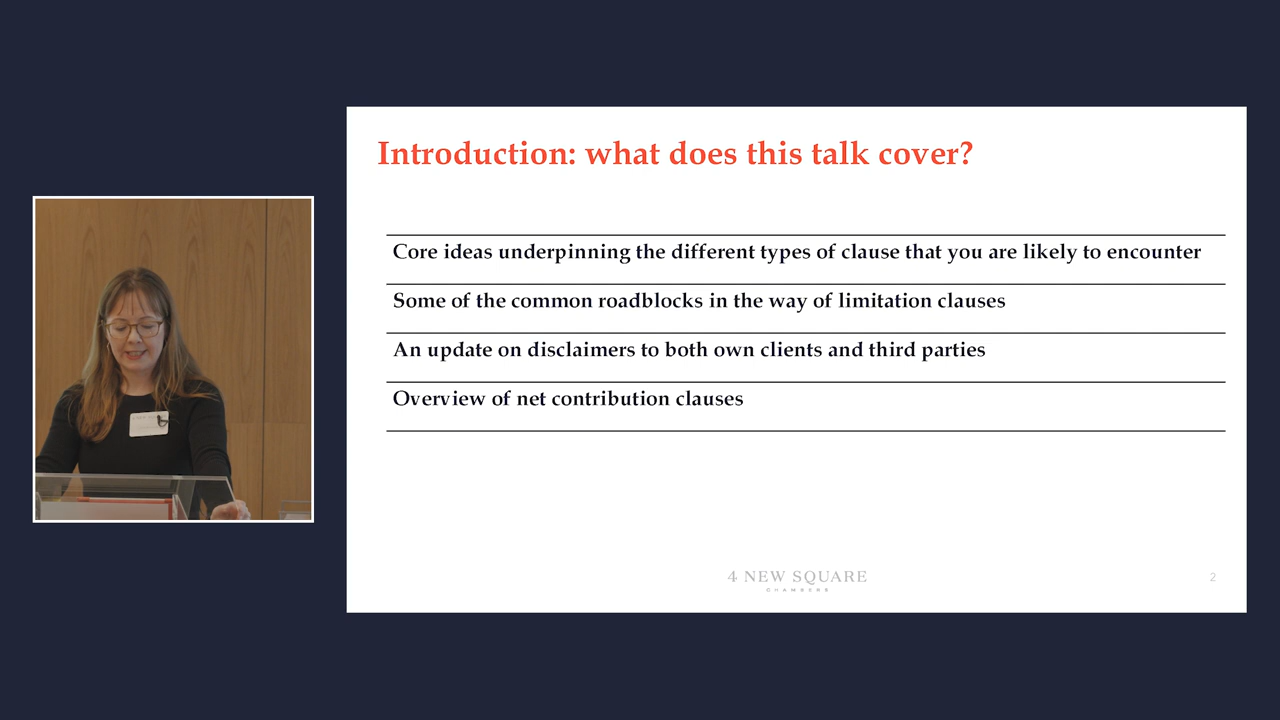 Introduction: what does this talk cover?
Core ideas underpinning the different types of clause that you are likely to encounter
Some of the common roadblocks in the way of limitation clauses
An update on disclaimers to both own clients and third parties
Overview of net contribution clauses
4 NEW SQUARE
CHAMBERS
2